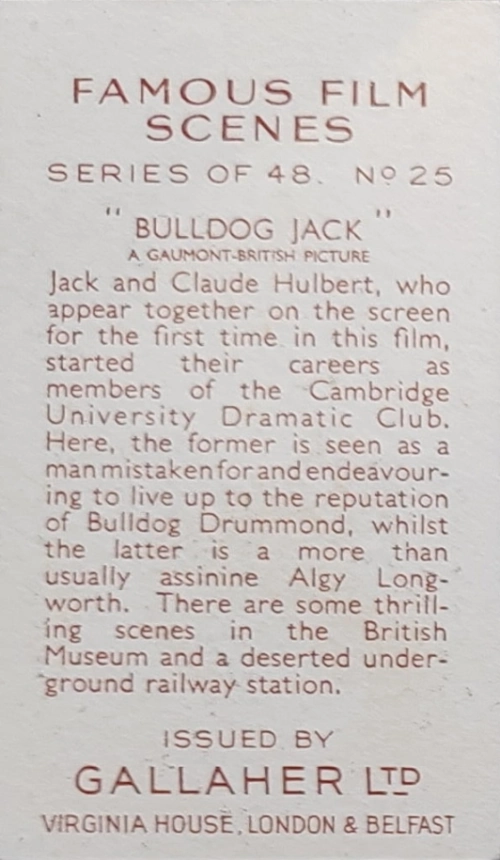 FAMOUS FILM
SCENES
SERIES OF 48. Nº 25
"BULLDOG JACK"
A GAUMONT-BRITISH PICTURE
Jack and Claude Hulbert, who
appear together on the screen
for the first time in this film,
started their careers as
members of the Cambridge
University Dramatic Club.
Here, the former is seen as a
man mistaken for and endeavour-
ing to live up to the reputation
of Bulldog Drummond, whilst
the latter is a more than
usually assinine Algy Long-
worth. There are some thrill-
ing scenes in the British
Museum and a deserted under-
ground railway station.
ISSUED BY
GALLAHER LTD
VIRGINIA HOUSE, LONDON & BELFAST